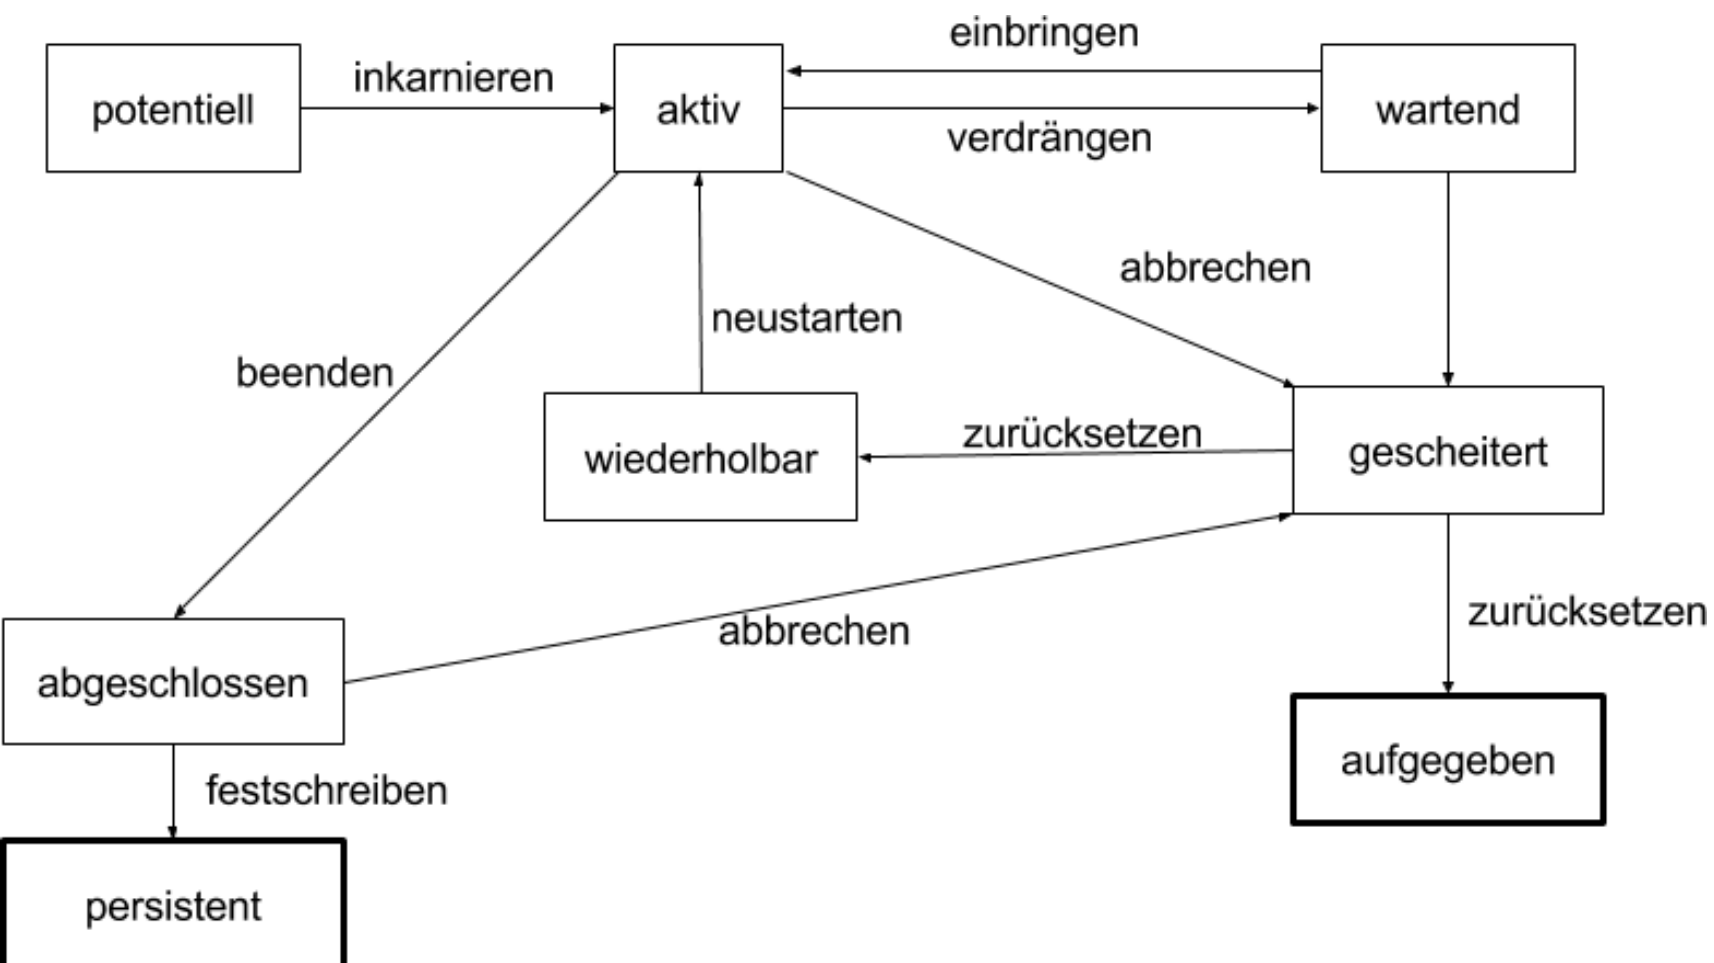 einbringen
potentiell
inkarnieren
aktiv
wartend
verdrängen
abbrechen
neustarten
beenden
wiederholbar
zurücksetzen
gescheitert
abgeschlossen
abbrechen
zurücksetzen
aufgegeben
festschreiben
persistent